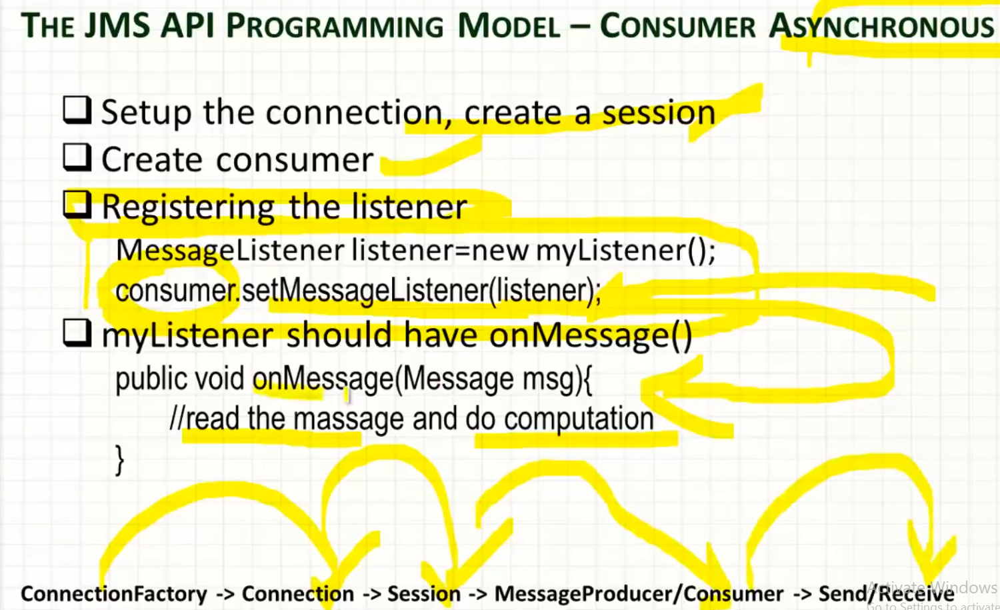 THE JMS API PROGRAMMING MODEL – CONSUMER ASYNCHRONOUS
Setup the connection, create a session
Create consumer
Registering the listener
MessageListener listener=new myListener();
consumer.setMessageListener(listener);
myListener should have onMessage()
public void onMessage(Message msg){
//read the massage and do computation
}
ConnectionFactory -> Connection -> Session -> MessageProducer/Consumer -> Send/Receive
Activate Windows
Go to Settings to activate